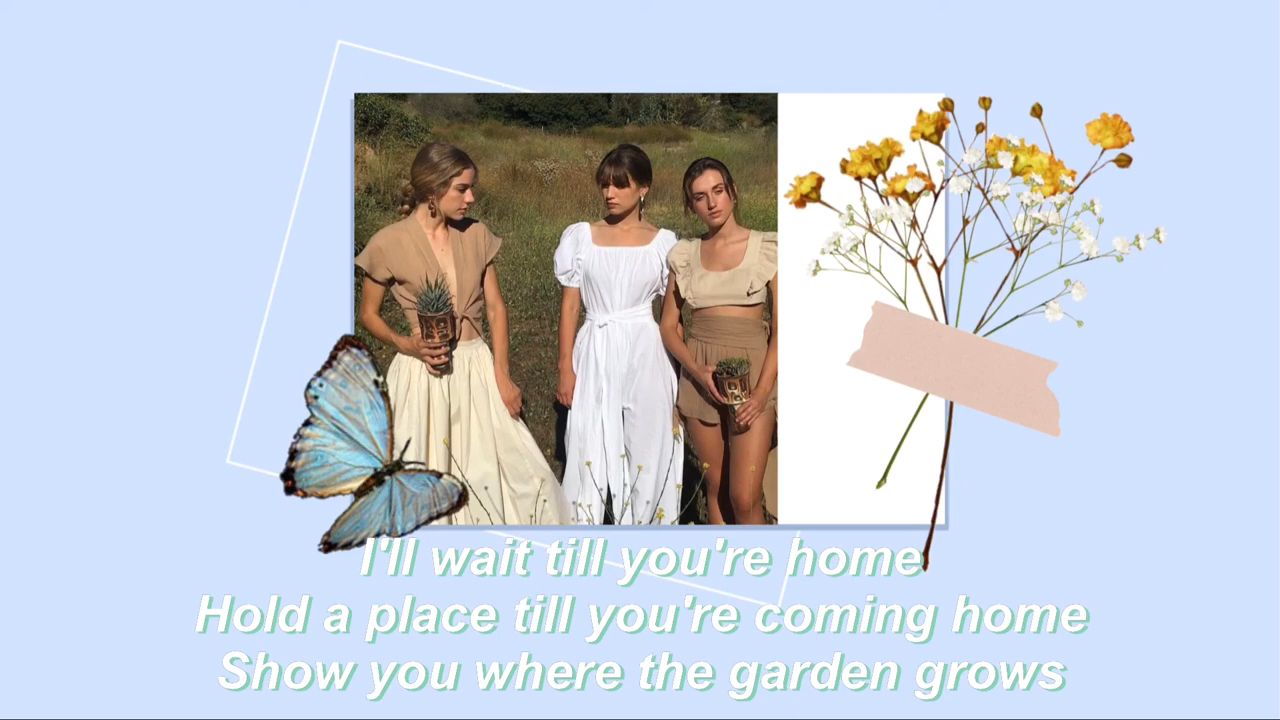 I'll wait till you're home
Hold a place till you're coming home
Show you where the garden grows